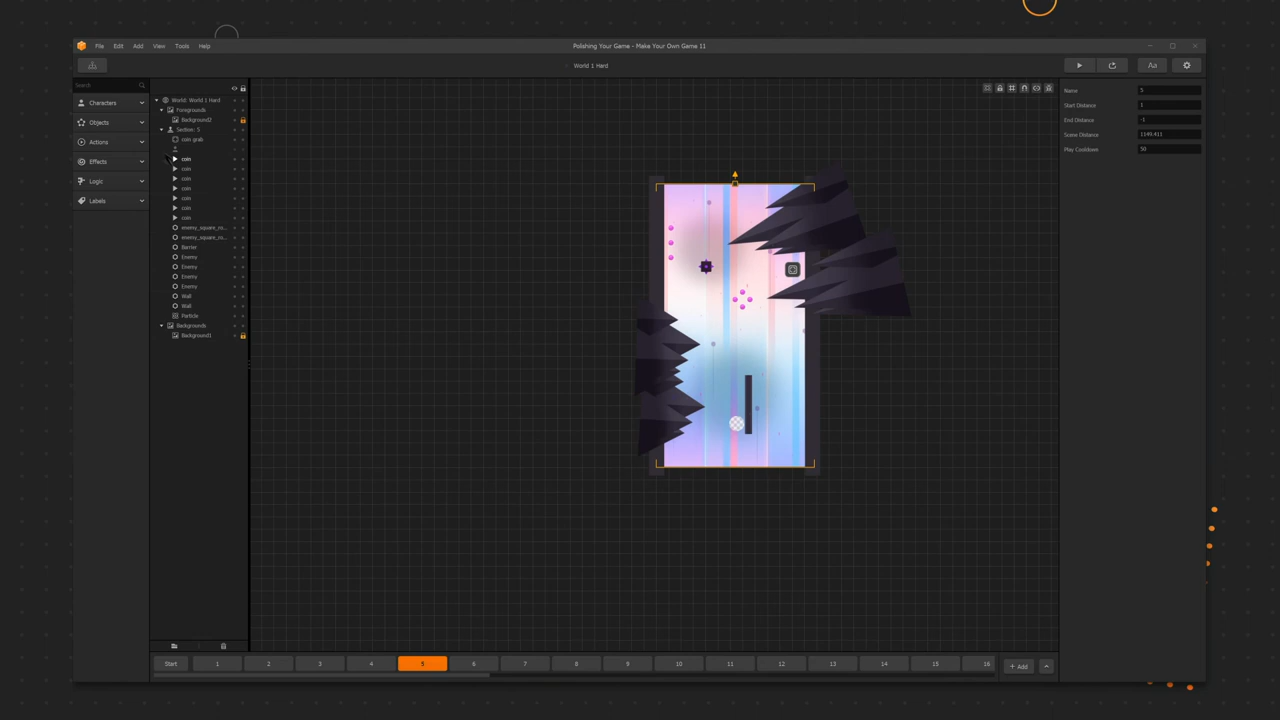 File Edit Add View Tools Help
Polishing Your Game - Make Your Own Game 11
World 1 Hard
Aa
Search
Characters
Objects
Actions
Effects
Logic
Labels
World: World 1 Hard
Foregrounds
Background2
Section: 5
coin grab
coin
coin
coin
coin
coin
coin
coin
enemy_square_ro...
enemy_square_ro...
Barrier
Enemy
Enemy
Enemy
Enemy
Wall
Wall
Particle
Backgrounds
Background1
Name 5
Start Distance 1
End Distance -1
Scene Distance 1149.411
Play Cooldown 50
Start 1 2 3 4 5 6 7 8 9 10 11 12 13 14 15 16
+ Add